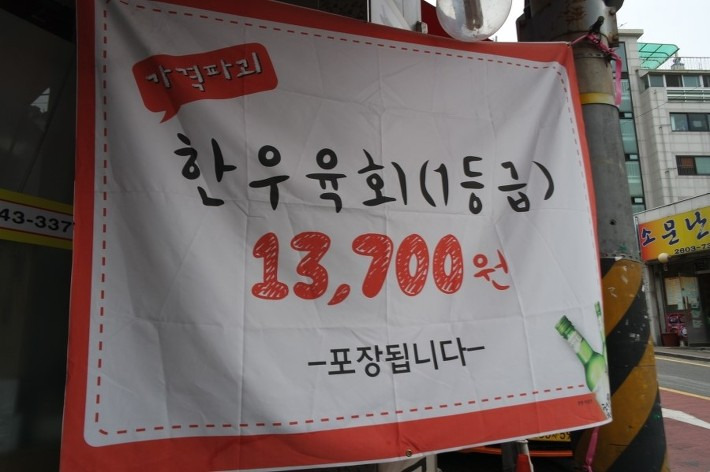 가격파괴
한우육회(1등급)
13,700원
-포장됩니다-
43-337
소문난